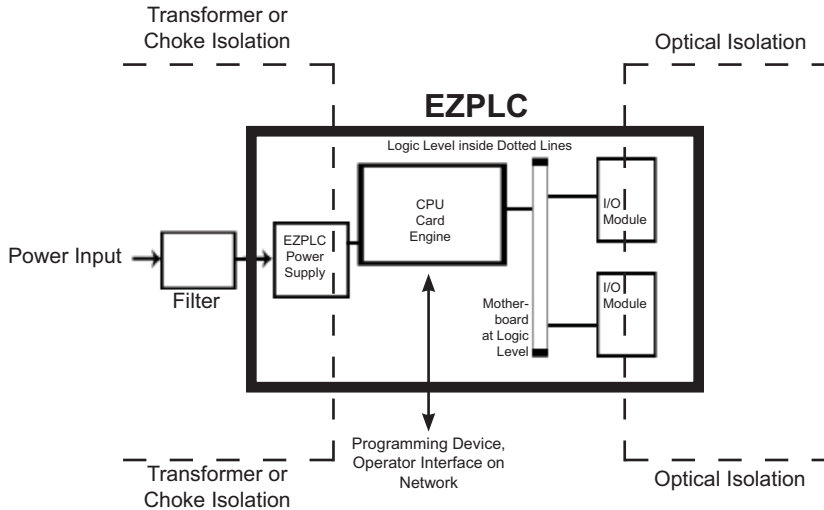 Transformer or
Choke Isolation
Optical Isolation
EZPLC
Logic Level inside Dotted Lines
CPU
Card
Engine
I/O
Module
Power Input
Filter
EZPLC
Power
Supply
I/O
Module
Mother-
board
at Logic
Level
Programming Device,
Operator Interface on
Network
Transformer or
Choke Isolation
Optical Isolation